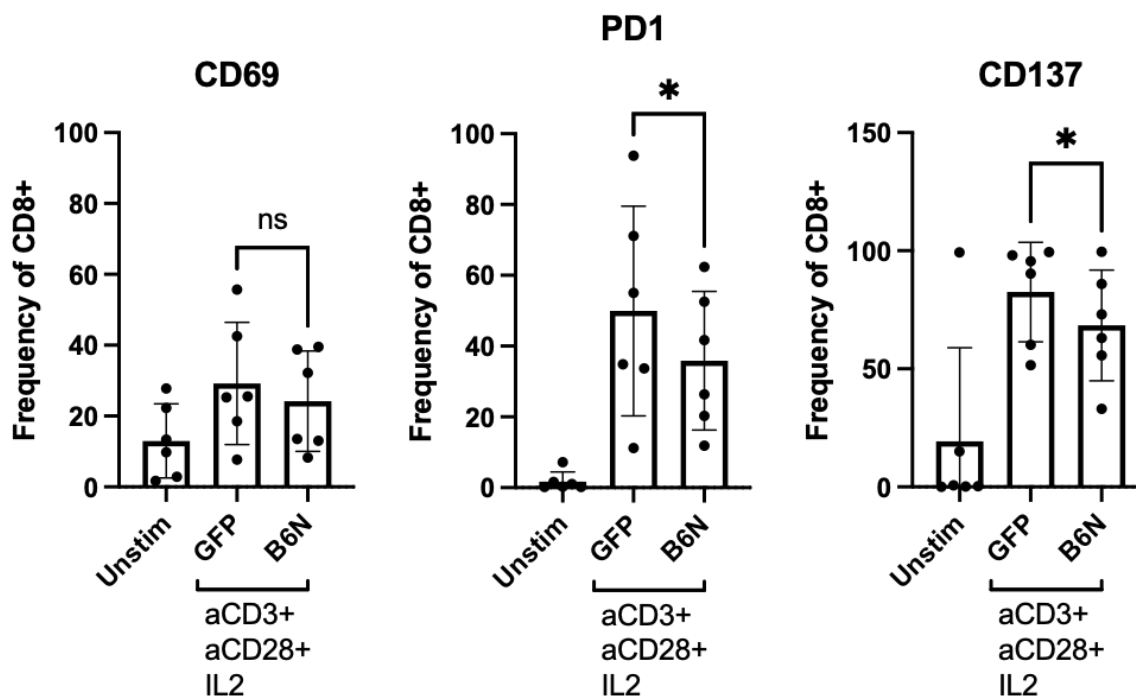 CD69
Frequency of CD8+
100
80
60
40
20
0
ns
Unstim
GFP
B6N
aCD3+
aCD28+
IL2
PD1
Frequency of CD8+
100
80
60
40
20
0
*
Unstim
GFP
B6N
aCD3+
aCD28+
IL2
CD137
Frequency of CD8+
150
100
50
0
*
Unstim
GFP
B6N
aCD3+
aCD28+
IL2